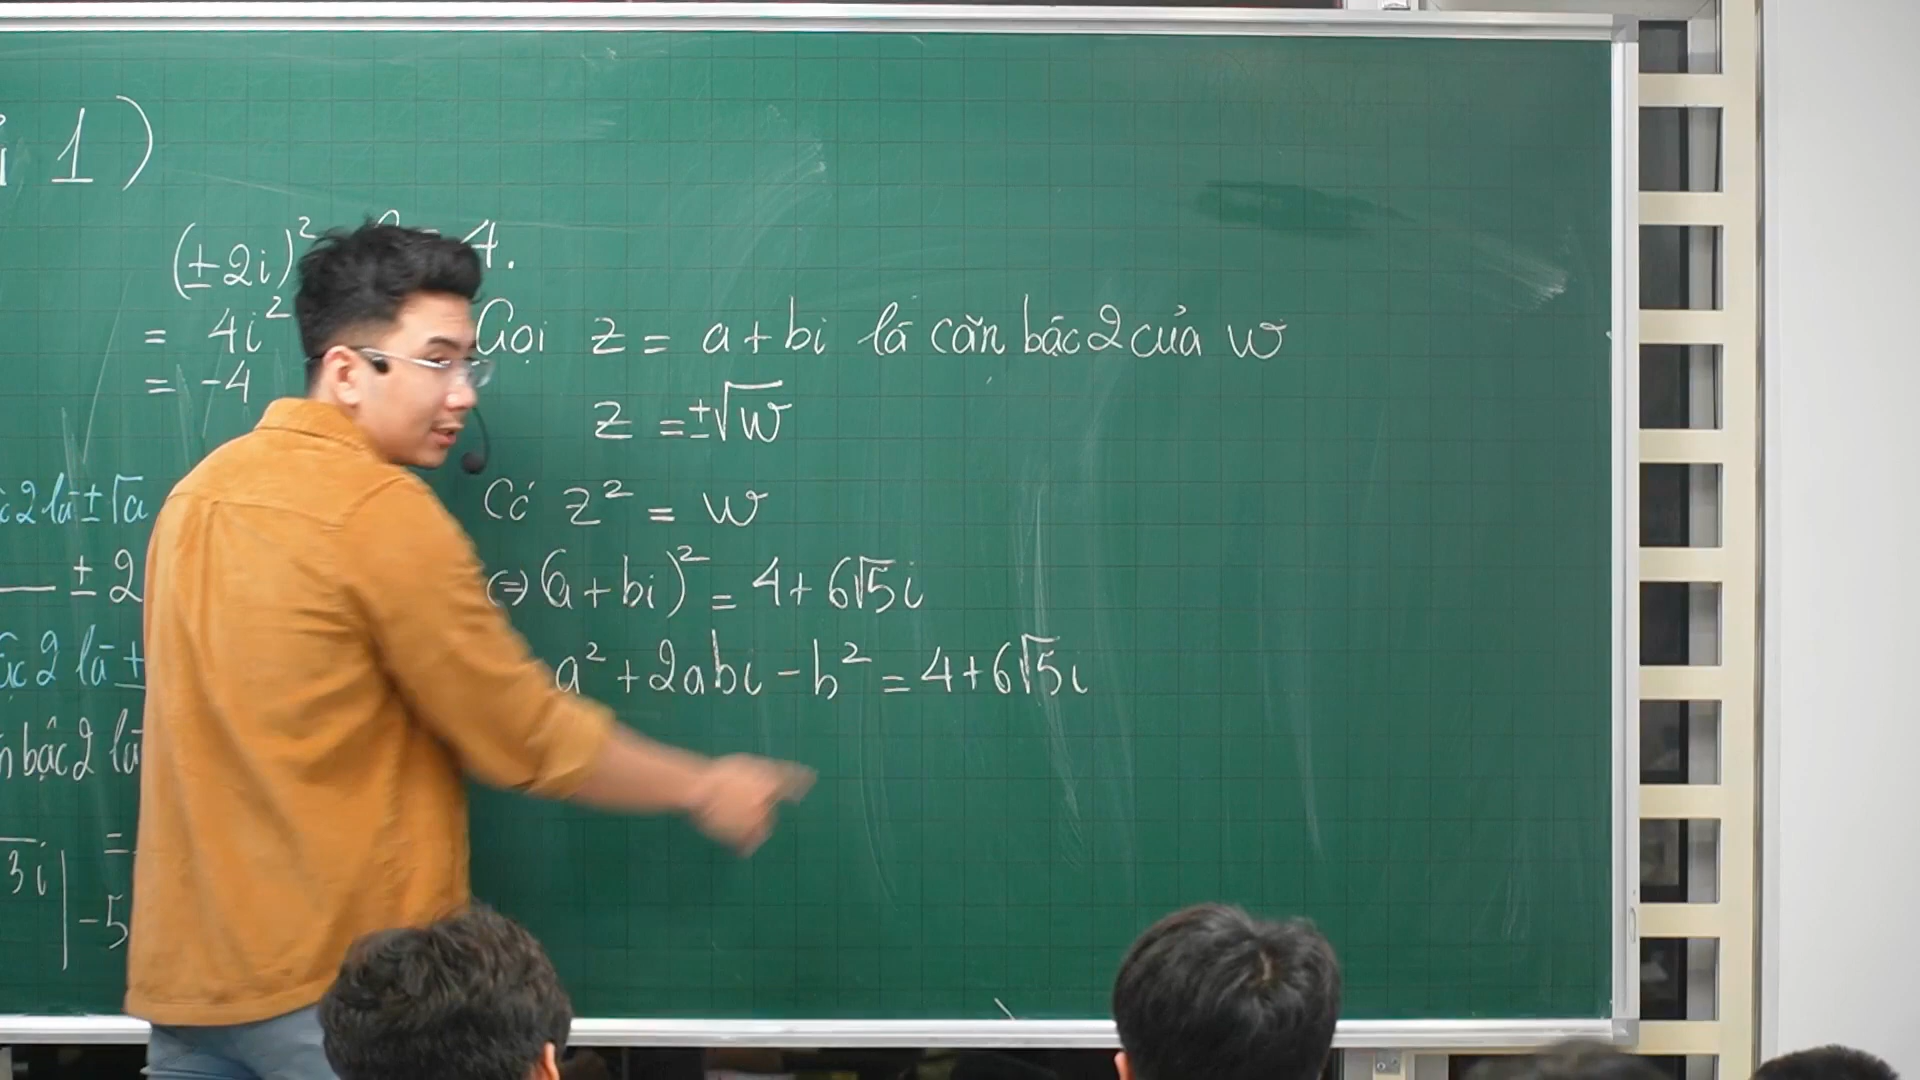 1)
(±2i)² 4.
= 4i²
= -4
Gọi z = a + bi là căn bậc 2 của w
z = ±√w
Có z² = w
⇔ (a + bi)² = 4 + 6√5i
a² + 2abi - b² = 4 + 6√5i
2 là ±√a
± 2
2 là ±
bậc 2 là
=
3i | -5